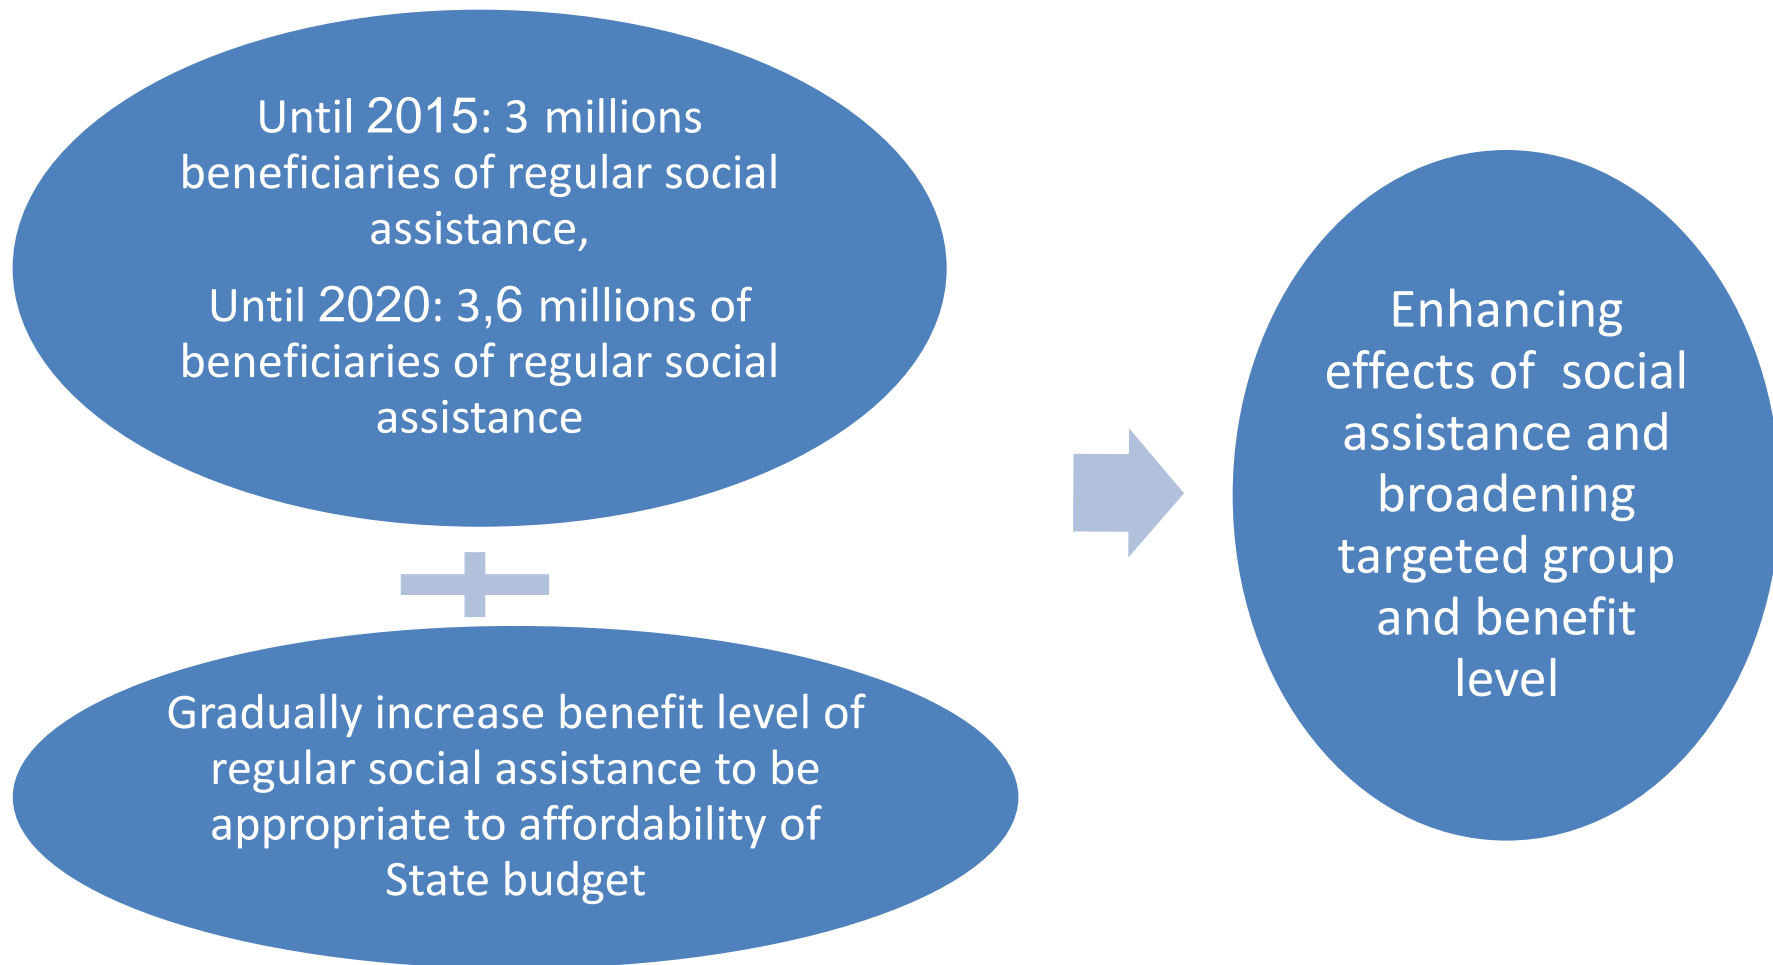 Until 2015: 3 millions
beneficiaries of regular social
assistance,
Until 2020: 3,6 millions of
beneficiaries of regular social
assistance
Gradually increase benefit level of
regular social assistance to be
appropriate to affordability of
State budget
Enhancing
effects of  social
assistance and
broadening
targeted group
and benefit
level